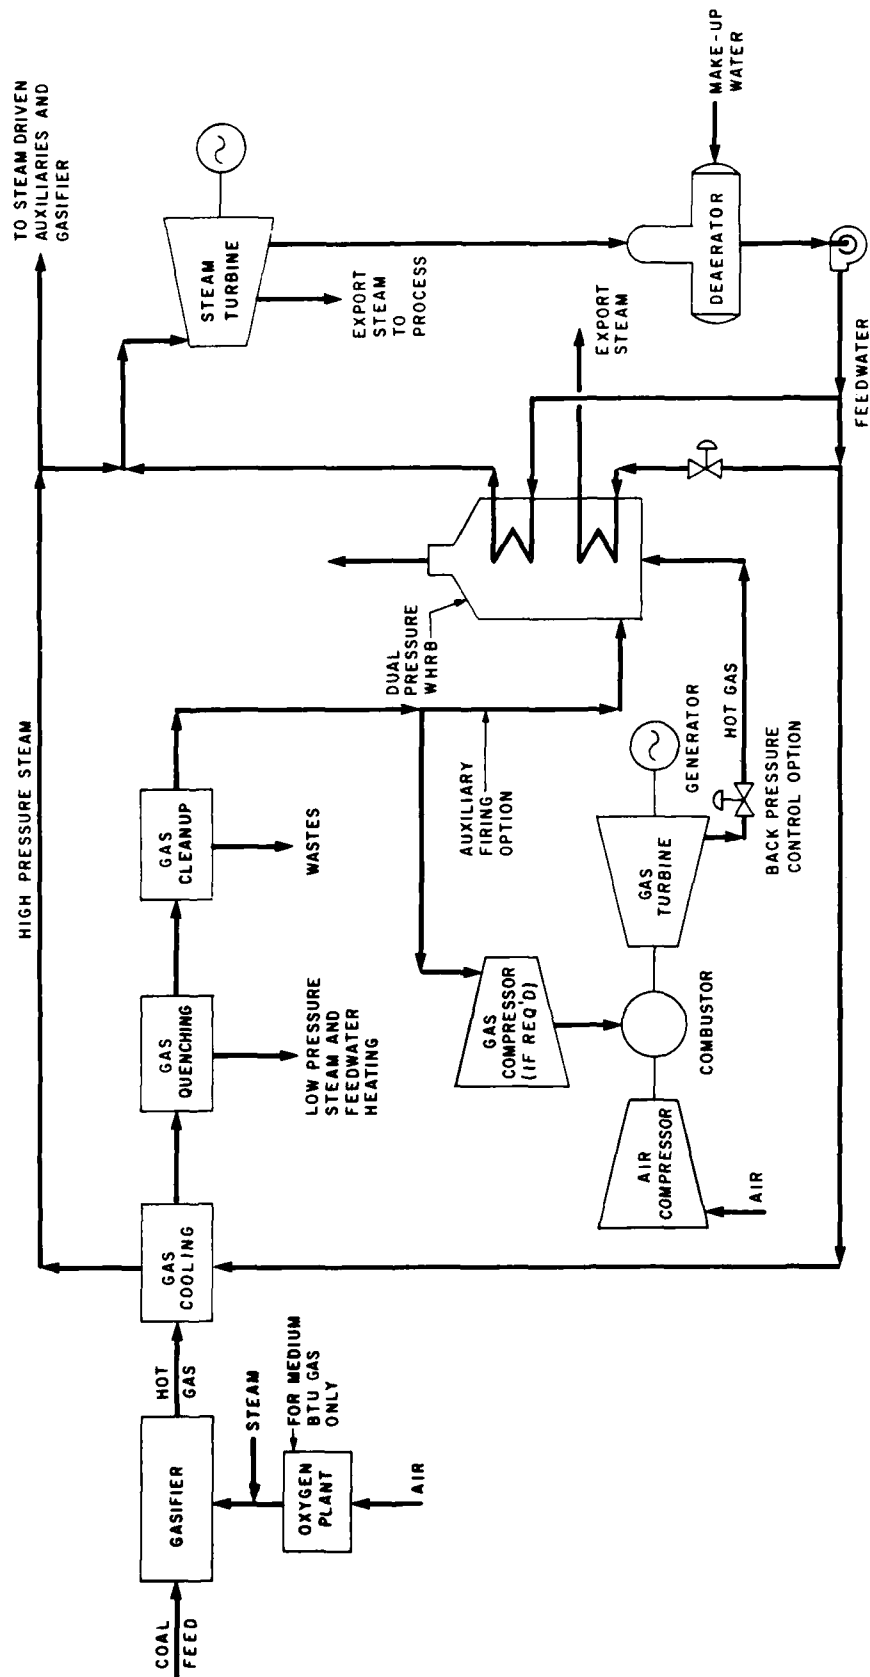 COAL
FEED
GASIFIER
HOT
GAS
STEAM
OXYGEN
PLANT
FOR MEDIUM
BTU GAS
ONLY
AIR
GAS
COOLING
GAS
QUENCHING
LOW PRESSURE
STEAM AND
FEEDWATER
HEATING
GAS
CLEANUP
WASTES
HIGH PRESSURE STEAM
TO STEAM DRIVEN
AUXILIARIES AND
GASIFIER
STEAM
TURBINE
EXPORT
STEAM
TO
PROCESS
DUAL
PRESSURE
WHRB
EXPORT
STEAM
AUXILIARY
FIRING
OPTION
GAS
COMPRESSOR
(IF REQ'D)
AIR
COMPRESSOR
AIR
COMBUSTOR
GAS
TURBINE
GENERATOR
HOT GAS
BACK PRESSURE
CONTROL OPTION
DEAERATOR
MAKE-UP
WATER
FEEDWATER